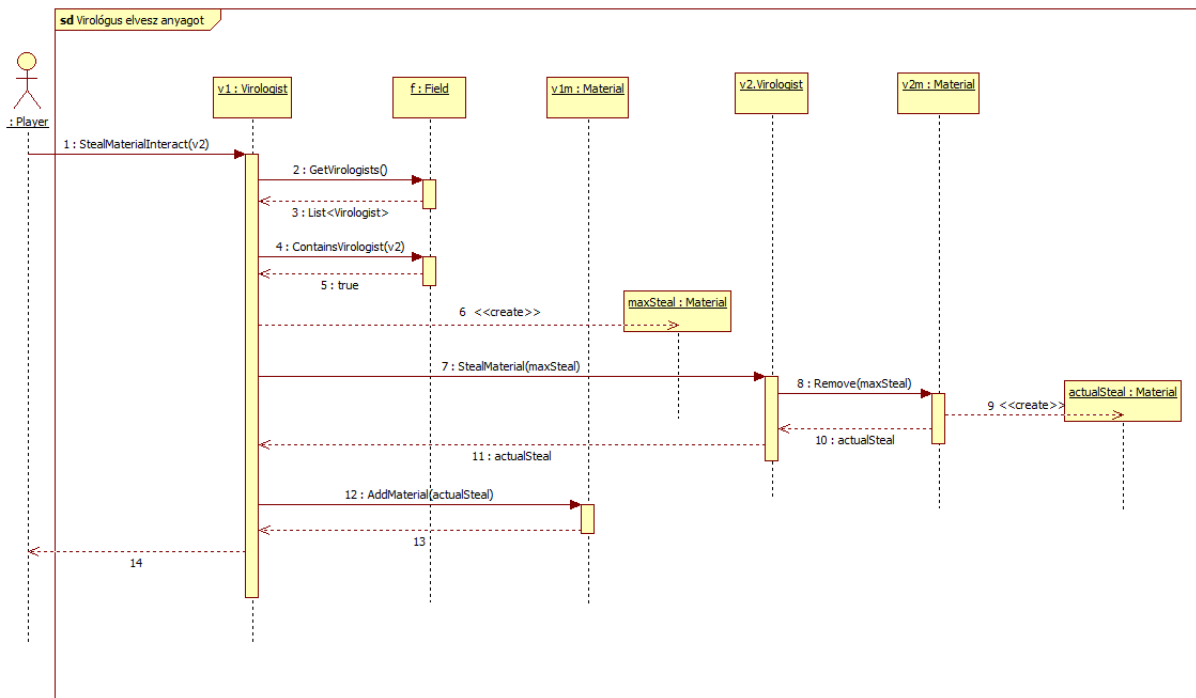 sd Virológus elvesz anyagot
: Player
v1 : Virologist
f : Field
v1m : Material
v2.Virologist
v2m : Material
1 : StealMaterialInteract(v2)
2 : GetVirologists()
3 : List<Virologist>
4 : ContainsVirologist(v2)
5 : true
6 <<create>>
maxSteal : Material
7 : StealMaterial(maxSteal)
8 : Remove(maxSteal)
9 <<create>>
actualSteal : Material
10 : actualSteal
11 : actualSteal
12 : AddMaterial(actualSteal)
13
14